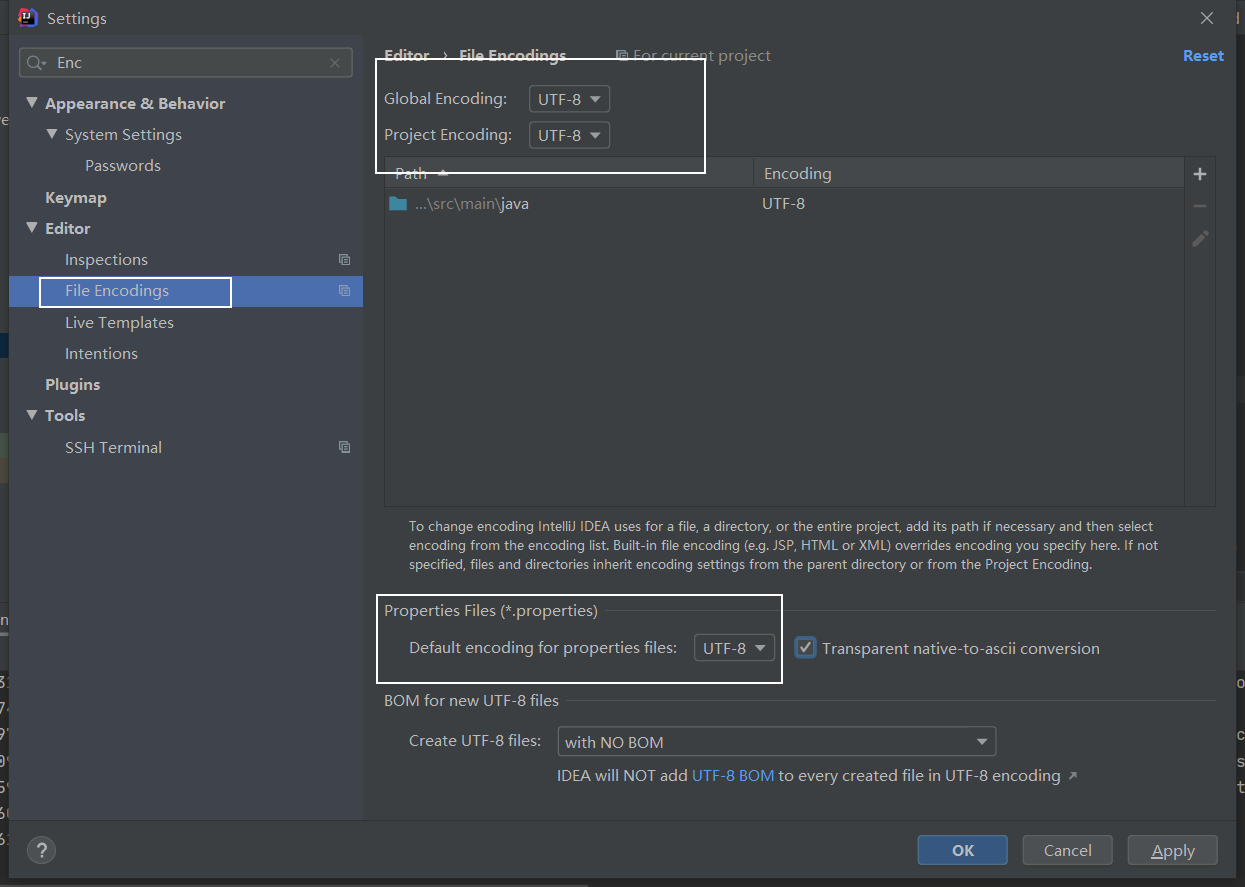 Settings
Enc
Appearance & Behavior
System Settings
Passwords
Keymap
Editor
Inspections
File Encodings
Live Templates
Intentions
Plugins
Tools
SSH Terminal
Editor › File Encodings For current project Reset
Global Encoding: UTF-8
Project Encoding: UTF-8
Path Encoding
...\src\main\java UTF-8
To change encoding IntelliJ IDEA uses for a file, a directory, or the entire project, add its path if necessary and then select
encoding from the encoding list. Built-in file encoding (e.g. JSP, HTML or XML) overrides encoding you specify here. If not
specified, files and directories inherit encoding settings from the parent directory or from the Project Encoding.
Properties Files (*.properties)
Default encoding for properties files: UTF-8 Transparent native-to-ascii conversion
BOM for new UTF-8 files
Create UTF-8 files: with NO BOM
IDEA will NOT add UTF-8 BOM to every created file in UTF-8 encoding ↗
? OK Cancel Apply